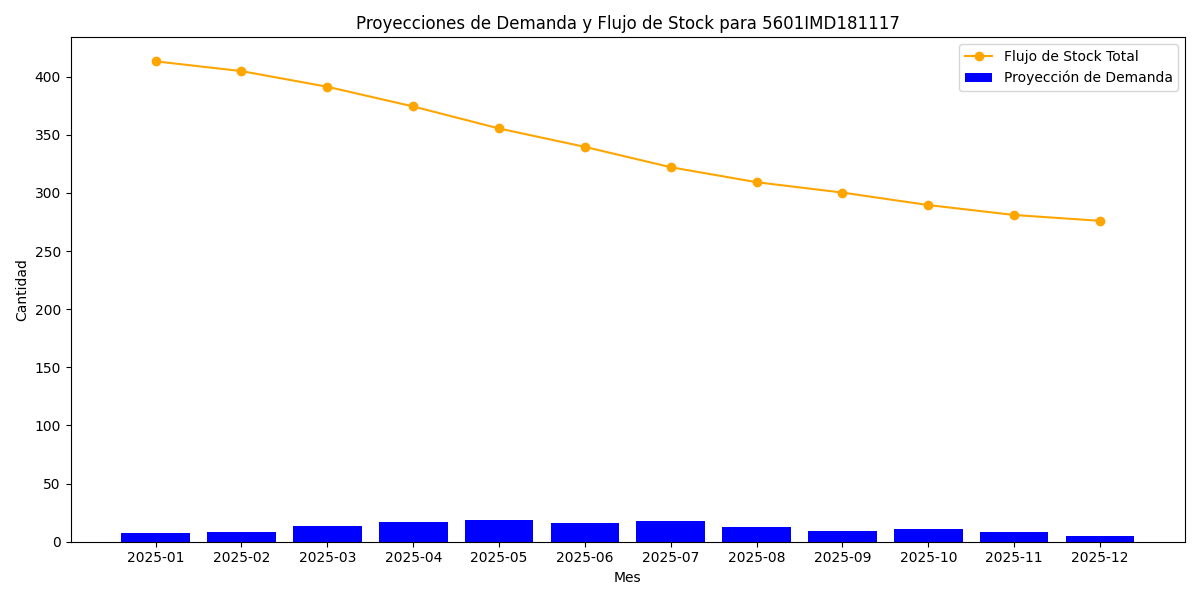 Proyecciones de Demanda y Flujo de Stock para 5601IMD181117
Flujo de Stock Total
Proyección de Demanda
Cantidad
400
350
300
250
200
150
100
50
0
2025-01 2025-02 2025-03 2025-04 2025-05 2025-06 2025-07 2025-08 2025-09 2025-10 2025-11 2025-12
Mes